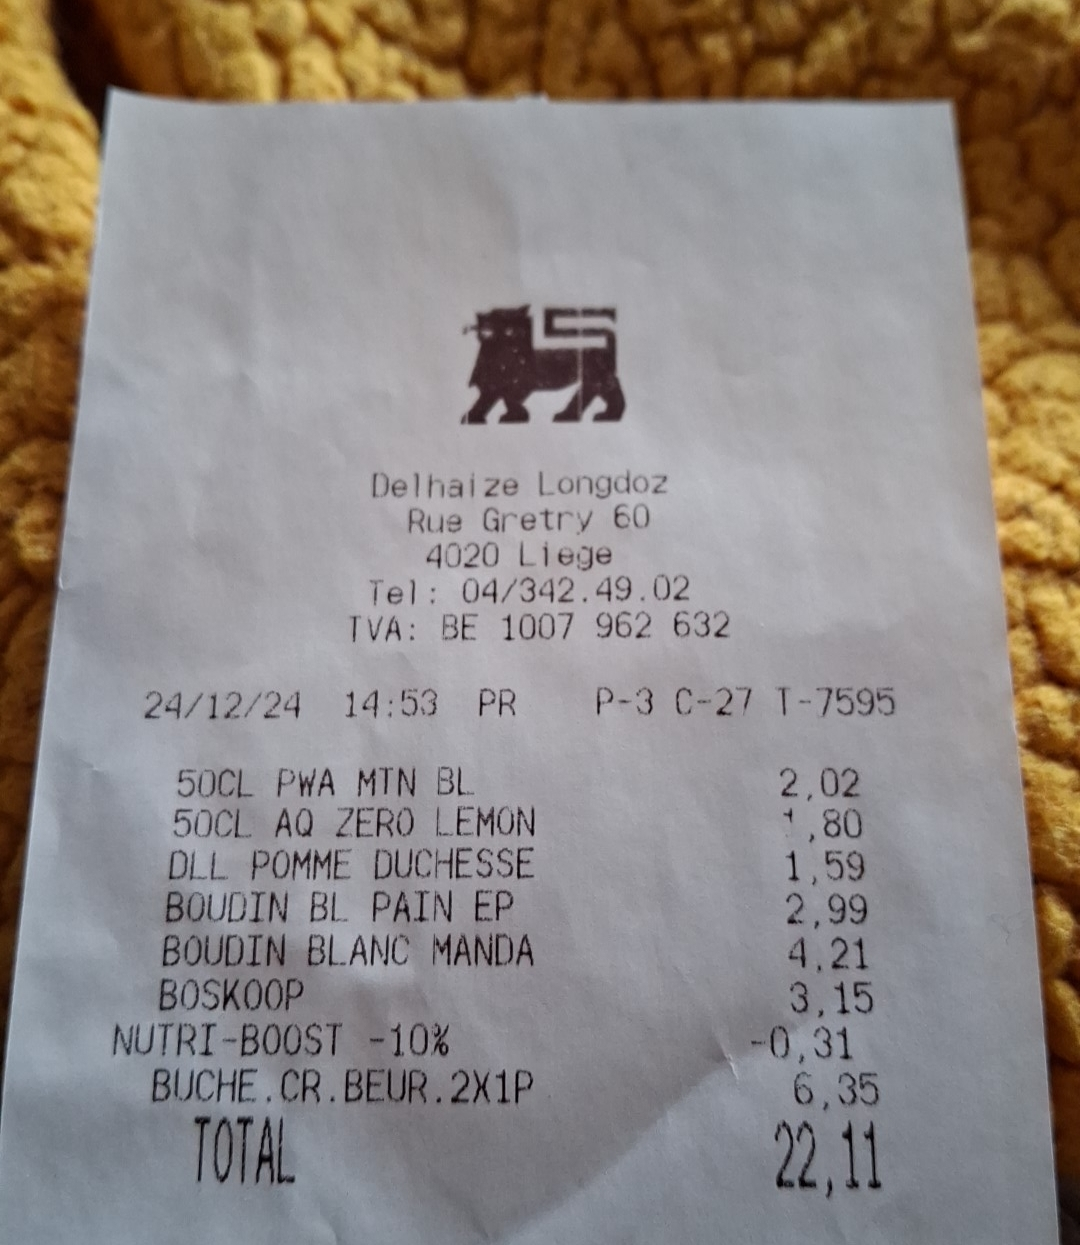 Delhaize Longdoz
Rue Gretry 60
4020 Liege
Tel: 04/342.49.02
TVA: BE 1007 962 632
24/12/24 14:53 PR P-3 C-27 T-7595
50CL PWA MTN BL 2,02
50CL AQ ZERO LEMON 1,80
DLL POMME DUCHESSE 1,59
BOUDIN BL PAIN EP 2,99
BOUDIN BLANC MANDA 4,21
BOSKOOP 3,15
NUTRI-BOOST -10% -0,31
BUCHE.CR.BEUR.2X1P 6,35
TOTAL 22,11